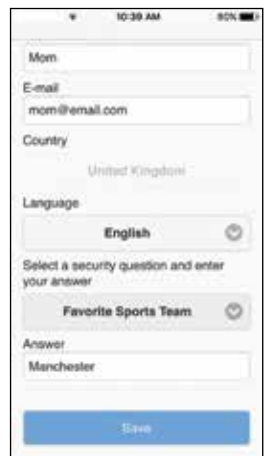 10:39 AM
80%
Mom
E-mail
mom@email.com
Country
United Kingdom
Language
English
Select a security question and enter
your answer
Favorite Sports Team
Answer
Manchester
Save